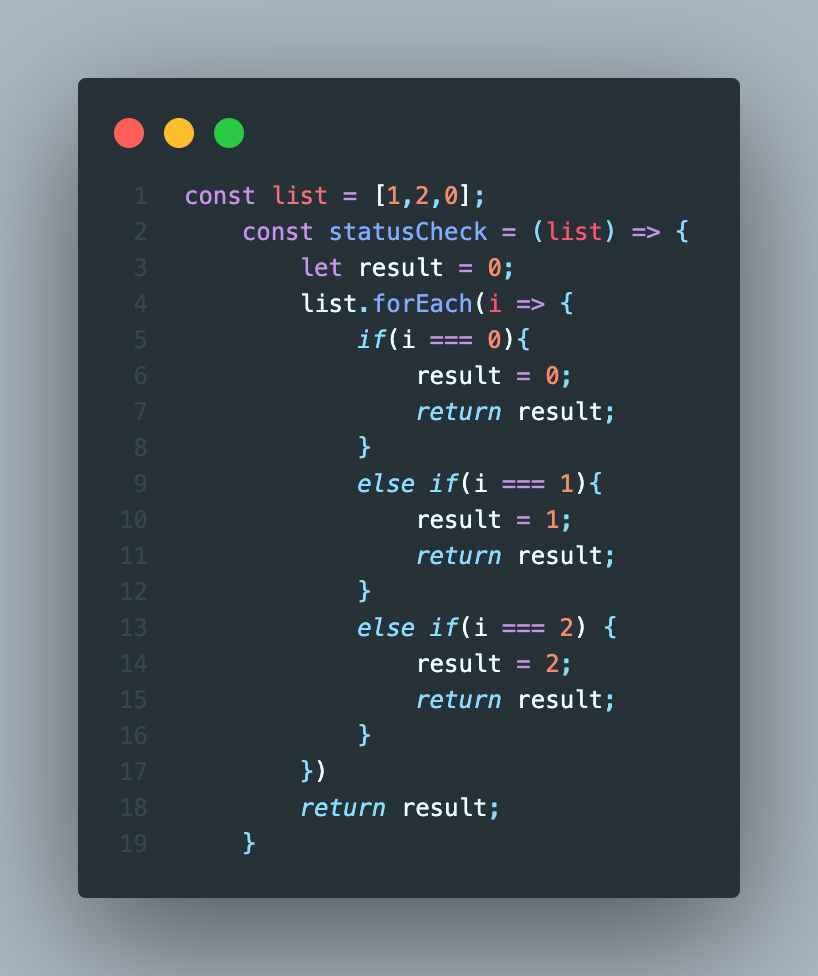 1 const list = [1,2,0];
2     const statusCheck = (list) => {
3         let result = 0;
4         list.forEach(i => {
5             if(i === 0){
6                 result = 0;
7                 return result;
8             }
9             else if(i === 1){
10                 result = 1;
11                 return result;
12             }
13             else if(i === 2) {
14                 result = 2;
15                 return result;
16             }
17         })
18         return result;
19     }